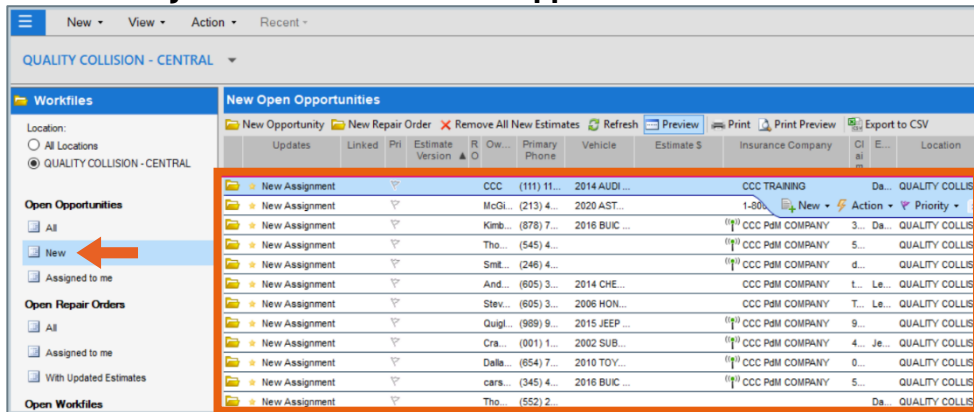 New View Action Recent
QUALITY COLLISION - CENTRAL
Workfiles
Location:
All Locations
QUALITY COLLISION - CENTRAL
Open Opportunities
All
New
Assigned to me
Open Repair Orders
All
Assigned to me
With Updated Estimates
Open Workfiles
New Open Opportunities
New Opportunity New Repair Order Remove All New Estimates Refresh Preview Print Print Preview Export to CSV
Updates Linked Pri Estimate Version R O Ow... Primary Phone Vehicle Estimate $ Insurance Company Cl ai m E... Location
New Assignment CCC (111) 11... 2014 AUDI ... CCC TRAINING Da... QUALITY COLLIS
New Assignment McGi... (213) 4... 2020 AST... 1-800 New Action Priority
New Assignment Kimb... (878) 7... 2016 BUIC ... CCC PdM COMPANY 3... Da... QUALITY COLLIS
New Assignment Tho... (545) 4... CCC PdM COMPANY 5... QUALITY COLLIS
New Assignment Smit... (246) 4... CCC PdM COMPANY d... QUALITY COLLIS
New Assignment And... (605) 3... 2014 CHE... CCC PdM COMPANY t... Le... QUALITY COLLIS
New Assignment Stev... (605) 3... 2006 HON... CCC PdM COMPANY T... Le... QUALITY COLLIS
New Assignment Quigl... (989) 9... 2015 JEEP ... CCC PdM COMPANY 9... QUALITY COLLIS
New Assignment Cra... (001) 1... 2002 SUB... CCC PdM COMPANY 4... Je... QUALITY COLLIS
New Assignment Dalla... (654) 7... 2010 TOY... CCC PdM COMPANY 0... QUALITY COLLIS
New Assignment cars... (345) 4... 2016 BUIC ... CCC PdM COMPANY 5... QUALITY COLLIS
New Assignment Tho... (552) 2... Da... QUALITY COLLIS